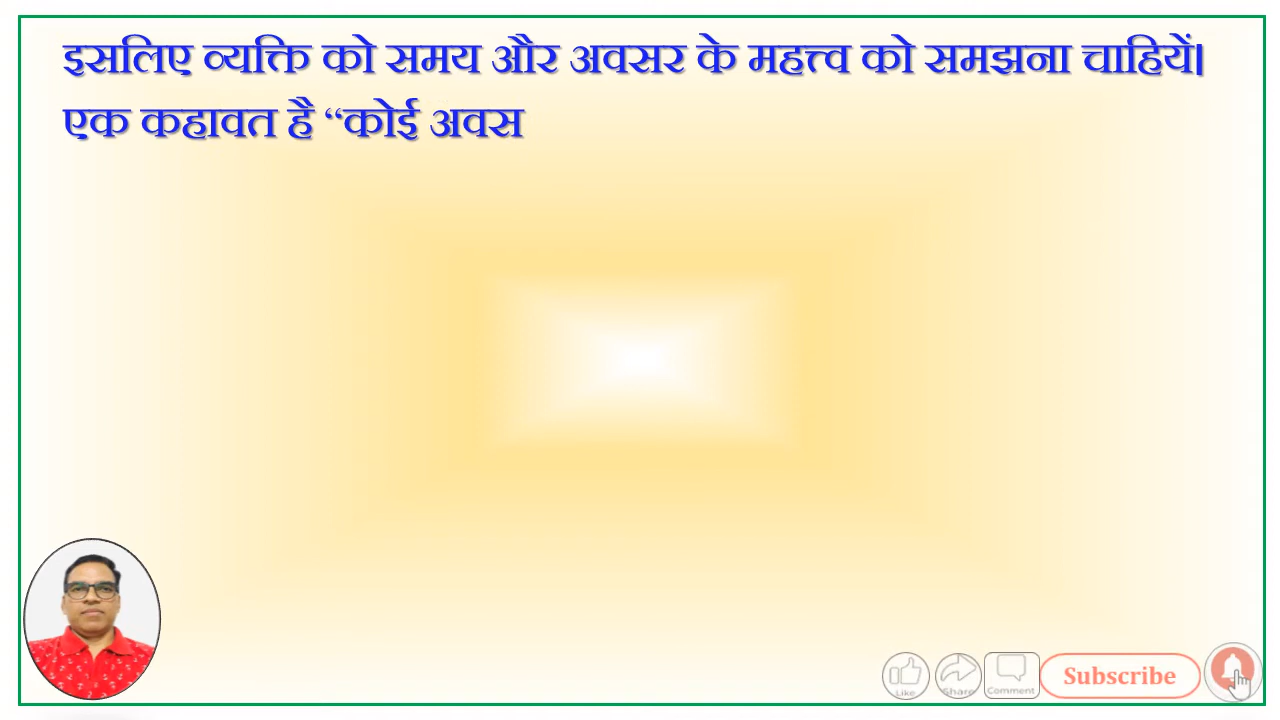 इसलिए व्यक्ति को समय और अवसर के महत्त्व को समझना चाहियें।
एक कहावत है “कोई अवस
Like
Share
Comment
Subscribe